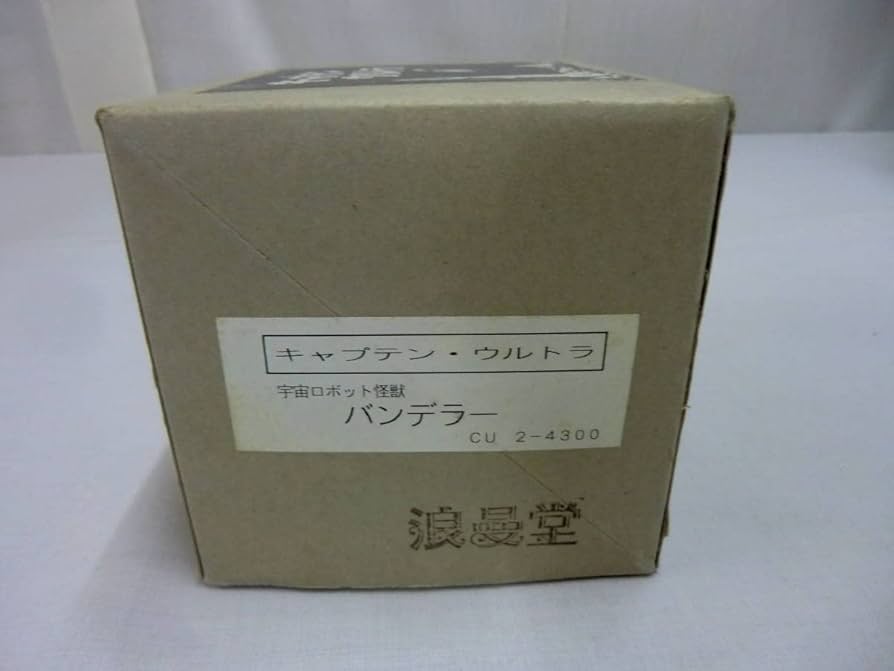 キャプテン・ウルトラ
宇宙ロボット怪獣
バンデラー
CU 2-4300
浪曼堂